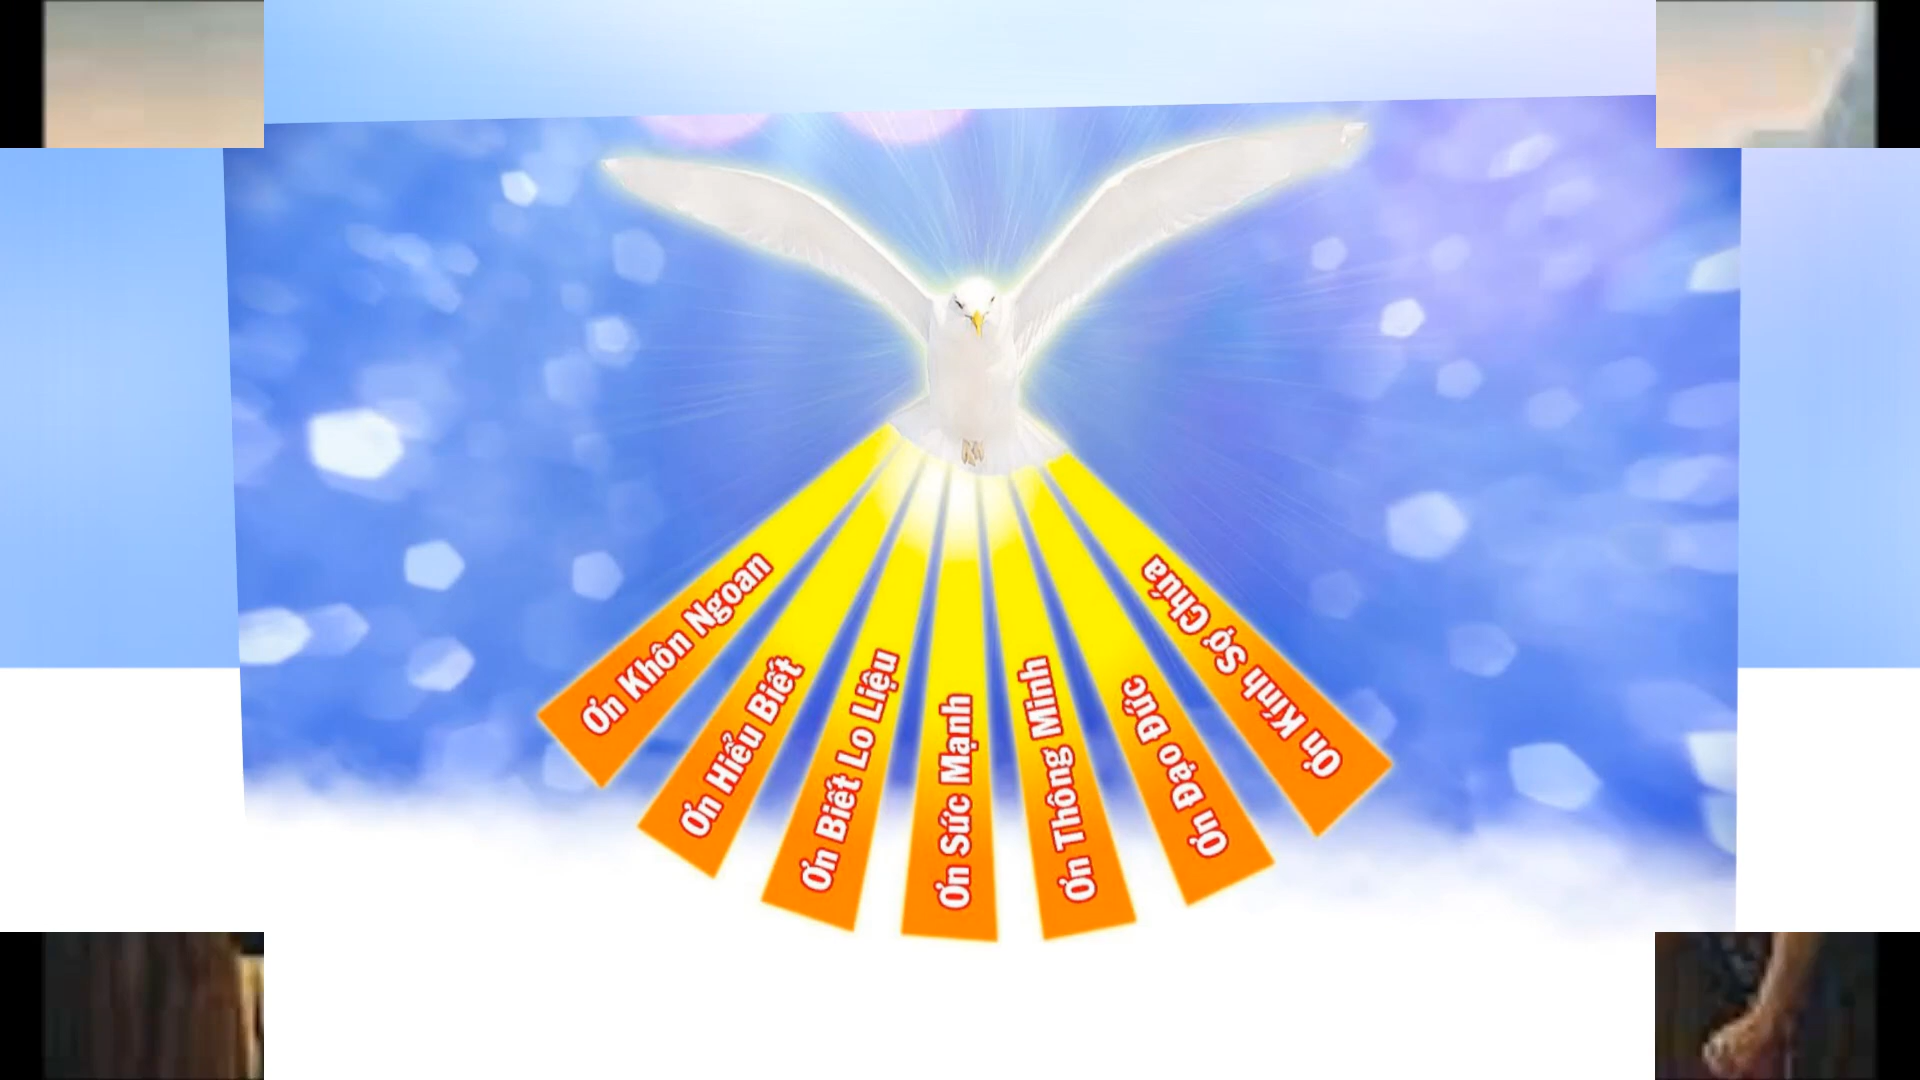 Ơn Khôn Ngoan
Ơn Hiểu Biết
Ơn Biết Lo Liệu
Ơn Sức Mạnh
Ơn Thông Minh
Ơn Đạo Đức
Ơn Kính Sợ Chúa